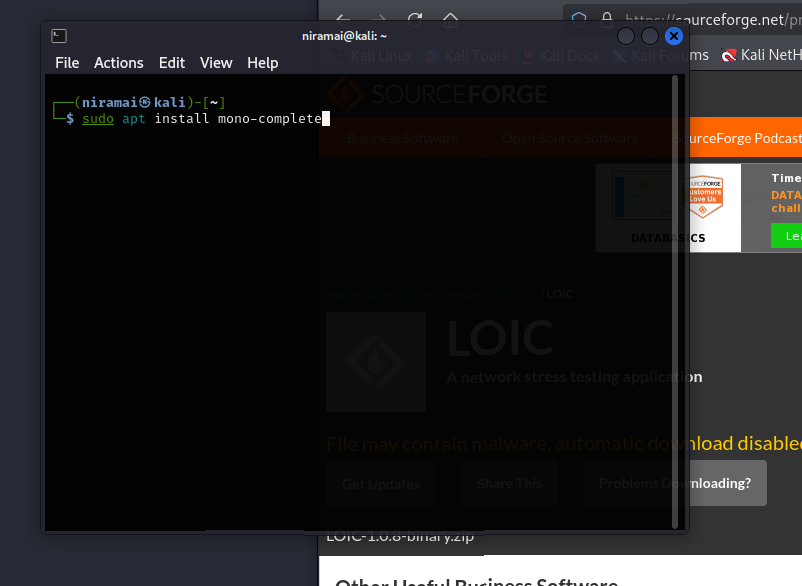 https://sourceforge.net/pr
niramai@kali: ~
File Actions Edit View Help
Kali Linux Kali Tools Kali Docs Kali Forums Kali NetH
┌──(niramai㉿kali)-[~]
└─$ sudo apt install mono-complete
SOURCEFORGE
Business Software Open Source Software SourceForge Podcast
SOURCEFORGE
Customers
Love Us
DATABASICS
Time
DATA
chall
Lea
/ LOIC
LOIC
A network stress testing application
File may contain malware, automatic download disabled
Get Updates Share This Problems Downloading?
LOIC-1.0.8-binary.zip
Other Useful Business Software